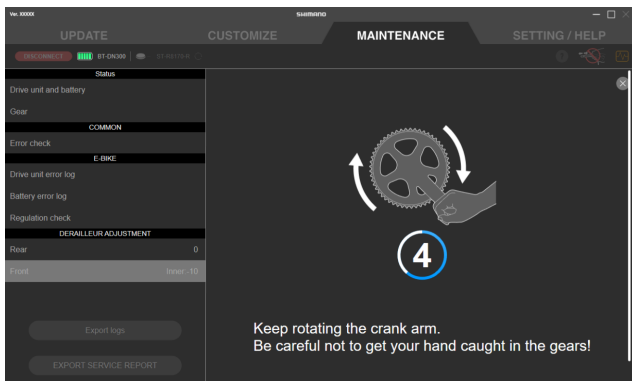 Ver. XXXXX
SHIMANO
UPDATE
CUSTOMIZE
MAINTENANCE
SETTING / HELP
DISCONNECT
BT-DN300
Status
Drive unit and battery
Gear
COMMON
Error check
E-BIKE
Drive unit error log
Battery error log
Regulation check
DERAILLEUR ADJUSTMENT
Rear 0
Front Inner -10
Export logs
EXPORT SERVICE REPORT
4
Keep rotating the crank arm.
Be careful not to get your hand caught in the gears!